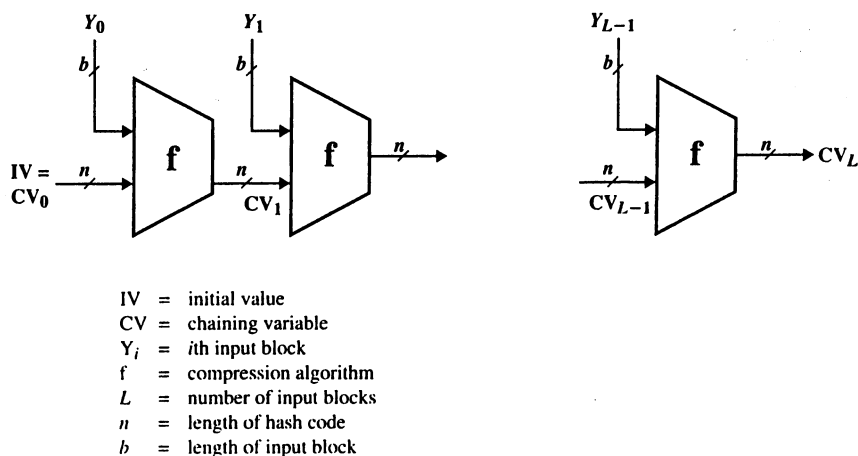 Y0 Y1 YL−1
b b b
f f f
n n n
IV = n n CVL
CV0 CV1 CVL−1
IV = initial value
CV = chaining variable
Yi = ith input block
f = compression algorithm
L = number of input blocks
n = length of hash code
b = length of input block